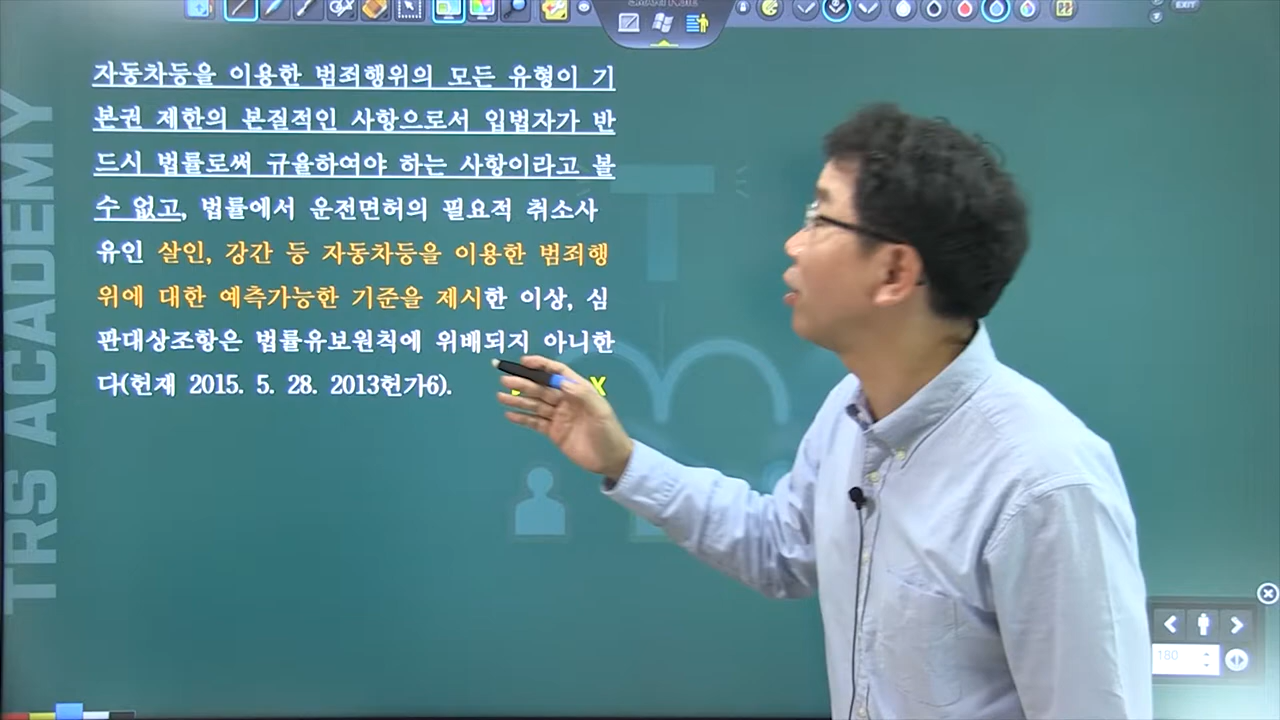 EXIT
자동차등을 이용한 범죄행위의 모든 유형이 기
본권 제한의 본질적인 사항으로서 입법자가 반
드시 법률로써 규율하여야 하는 사항이라고 볼
수 없고, 법률에서 운전면허의 필요적 취소사
유인 살인, 강간 등 자동차등을 이용한 범죄행
위에 대한 예측가능한 기준을 제시한 이상, 심
판대상조항은 법률유보원칙에 위배되지 아니한
다(헌재 2015. 5. 28. 2013헌가6). X
TRS ACADEMY
180